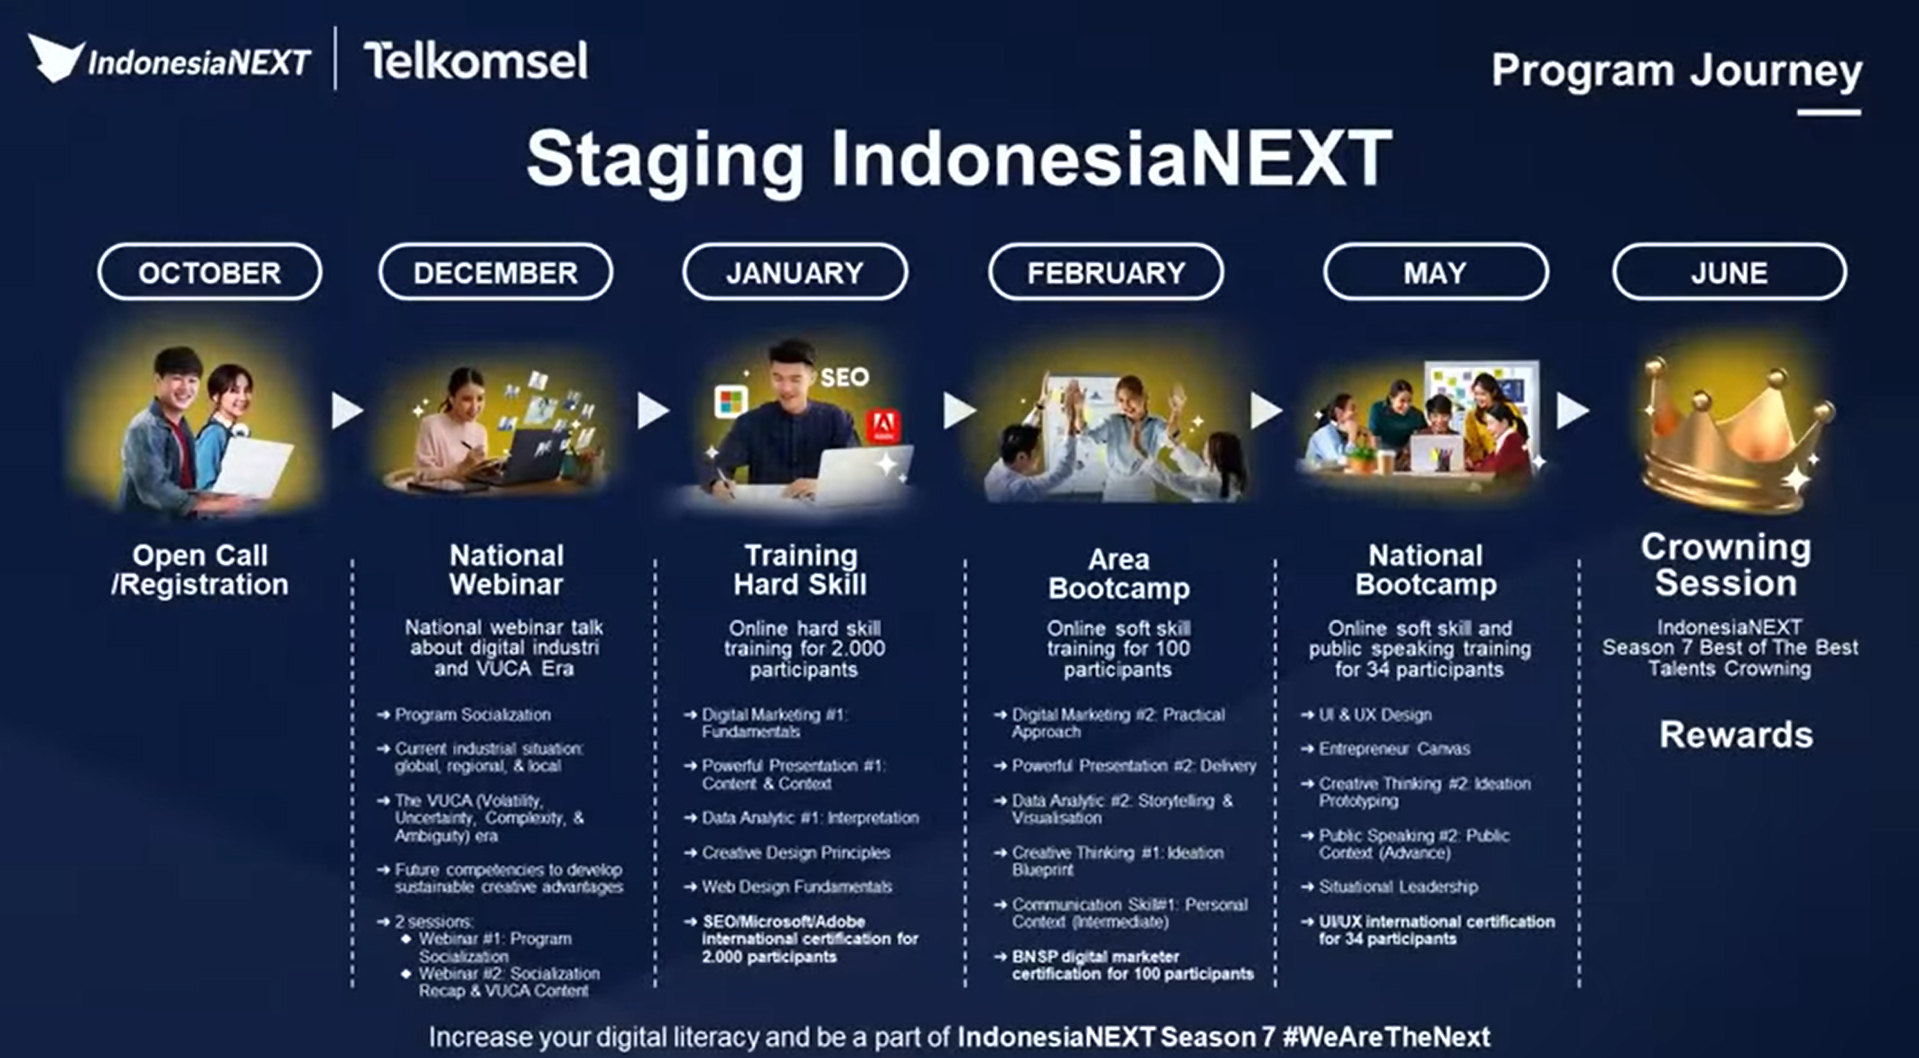 IndonesiaNEXT
Telkomsel
Program Journey
Staging IndonesiaNEXT
OCTOBER
Open Call
/Registration
DECEMBER
National
Webinar
National webinar talk
about digital industri
and VUCA Era
➔ Program Socialization
➔ Current industrial situation:
global, regional, & local
➔ The VUCA (Volatility,
Uncertainty, Complexity, &
Ambiguity) era
➔ Future competencies to develop
sustainable creative advantages
➔ 2 sessions:
◆ Webinar #1: Program
Socialization
◆ Webinar #2: Socialization
Recap & VUCA Content
JANUARY
SEO
Training
Hard Skill
Online hard skill
training for 2.000
participants
➔ Digital Marketing #1:
Fundamentals
➔ Powerful Presentation #1:
Content & Context
➔ Data Analytic #1: Interpretation
➔ Creative Design Principles
➔ Web Design Fundamentals
➔ SEO/Microsoft/Adobe
international certification for
2.000 participants
FEBRUARY
Area
Bootcamp
Online soft skill
training for 100
participants
➔ Digital Marketing #2: Practical
Approach
➔ Powerful Presentation #2: Delivery
➔ Data Analytic #2: Storytelling &
Visualisation
➔ Creative Thinking #1: Ideation
Blueprint
➔ Communication Skill#1: Personal
Context (Intermediate)
➔ BNSP digital marketer
certification for 100 participants
MAY
National
Bootcamp
Online soft skill and
public speaking training
for 34 participants
➔ UI & UX Design
➔ Entrepreneur Canvas
➔ Creative Thinking #2: Ideation
Prototyping
➔ Public Speaking #2: Public
Context (Advance)
➔ Situational Leadership
➔ UI/UX international certification
for 34 participants
JUNE
Crowning
Session
IndonesiaNEXT
Season 7 Best of The Best
Talents Crowning
Rewards
Increase your digital literacy and be a part of IndonesiaNEXT Season 7 #WeAreTheNext